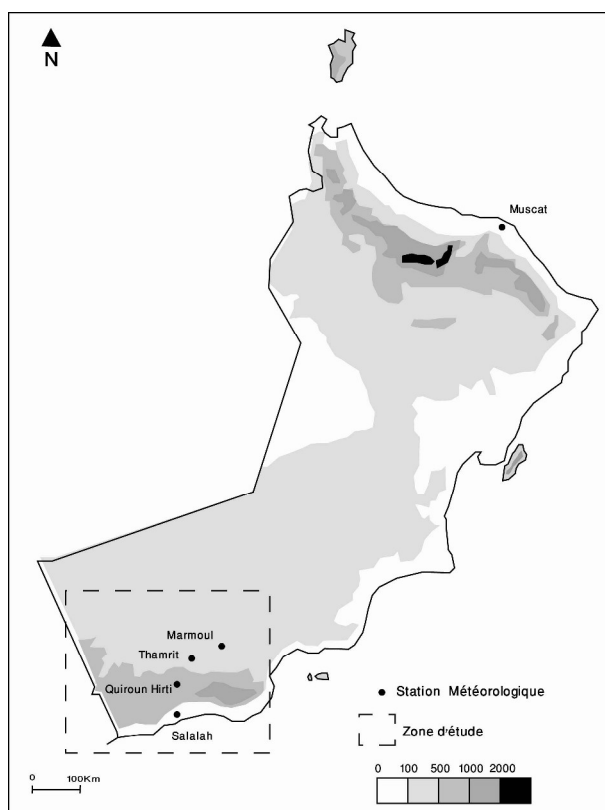 N
Muscat
Marmoul
Thamrit
Quiroun Hirti
Salalah
Station Météorologique
Zone d'étude
0 100Km
0 100 500 1000 2000